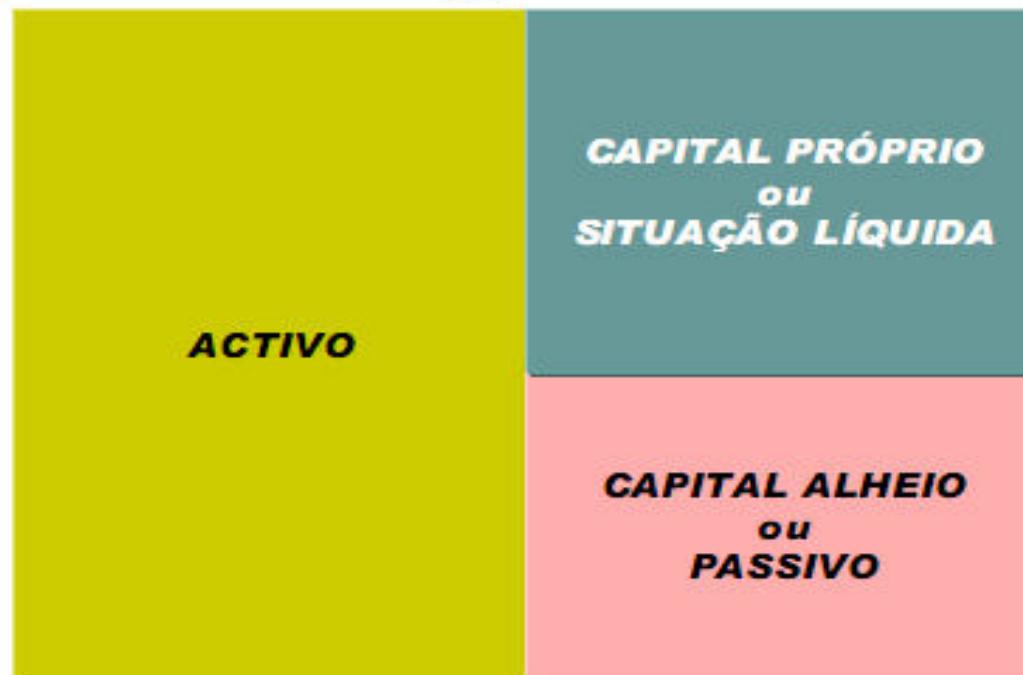 ACTIVO
CAPITAL PRÓPRIO
ou
SITUAÇÃO LÍQUIDA
CAPITAL ALHEIO
ou
PASSIVO